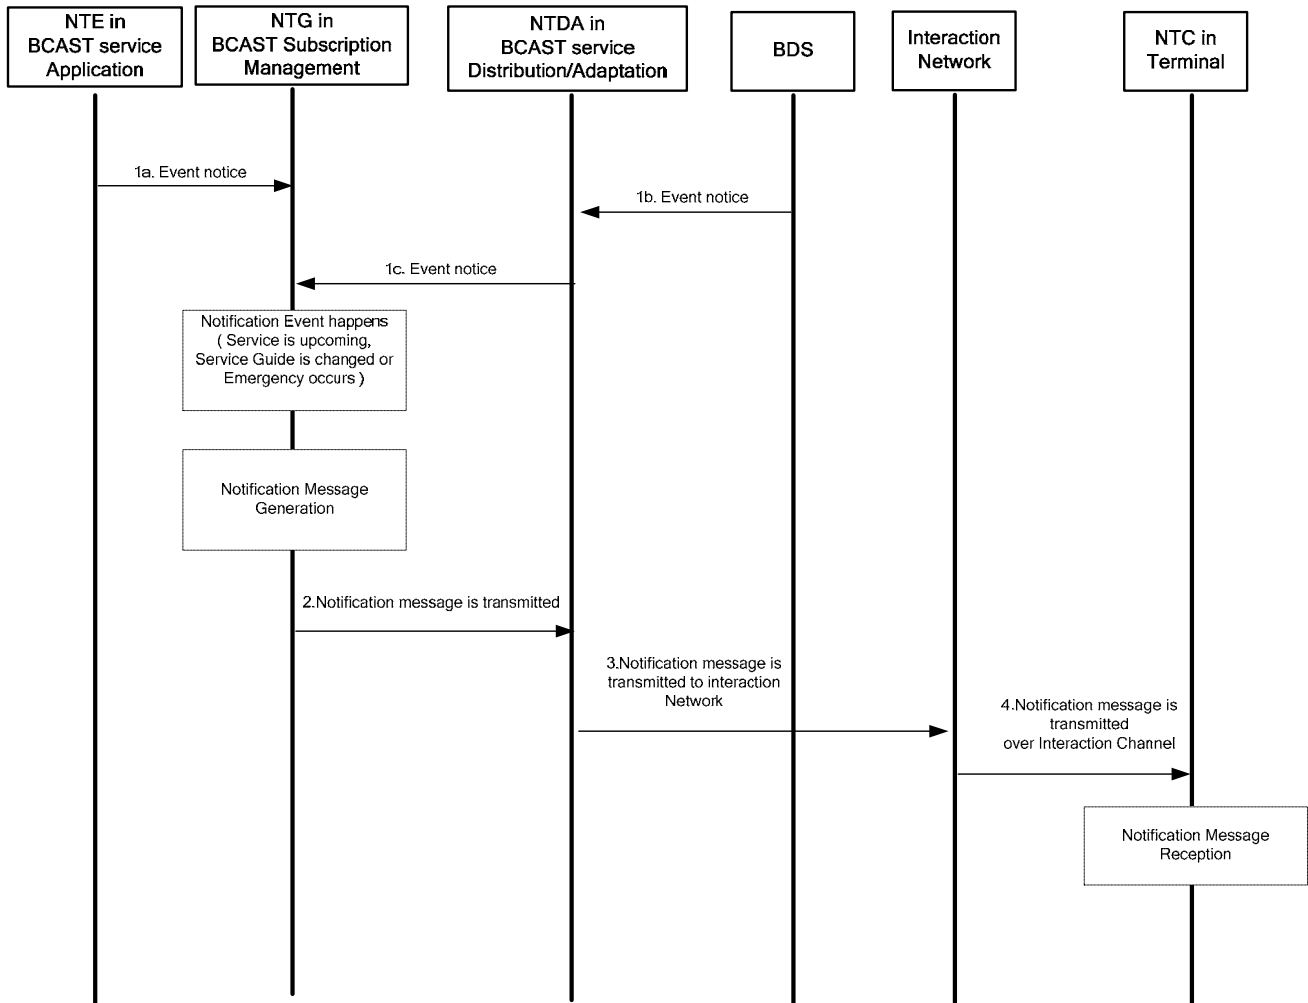 NTE in
BCAST service
Application
NTG in
BCAST Subscription
Management
NTDA in
BCAST service
Distribution/Adaptation
BDS
Interaction
Network
NTC in
Terminal
1a. Event notice
1b. Event notice
1c. Event notice
Notification Event happens
( Service is upcoming,
Service Guide is changed or
Emergency occurs )
Notification Message
Generation
2.Notification message is transmitted
3.Notification message is
transmitted to interaction
Network
4.Notification message is
transmitted
over Interaction Channel
Notification Message
Reception